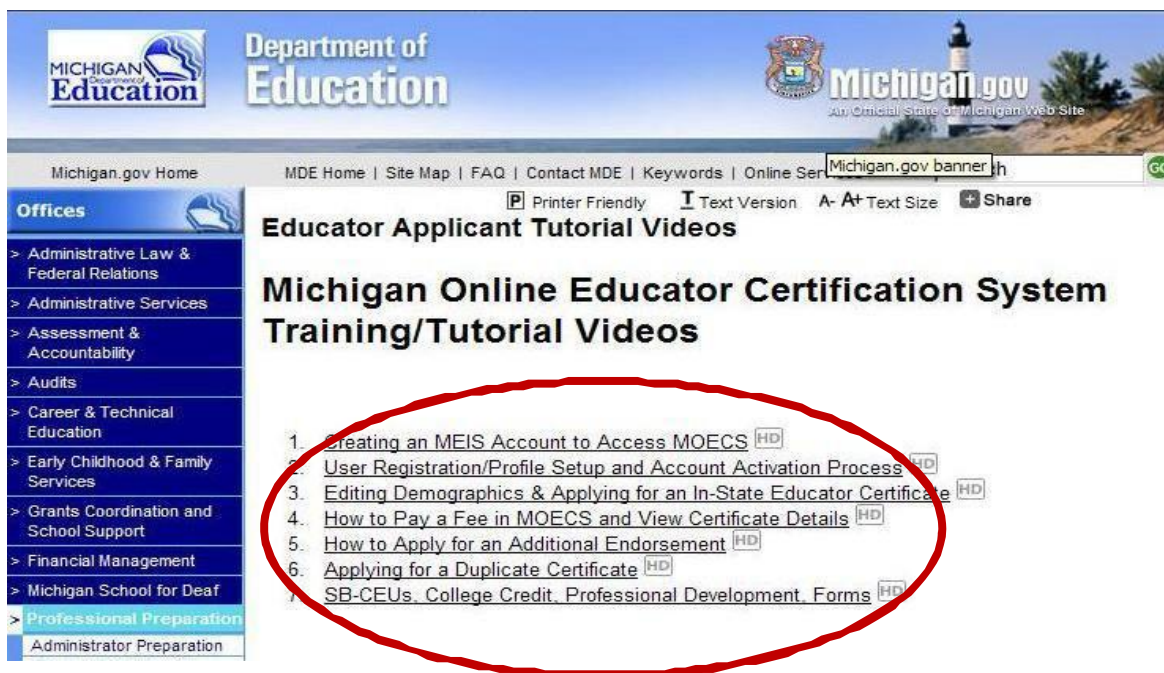 MICHIGAN
Department of
Education
Department of
Education
Michigan.gov
An Official State of Michigan Web Site
Michigan.gov Home
MDE Home | Site Map | FAQ | Contact MDE | Keywords | Online Ser
Michigan.gov banner
h
GO
Offices
P Printer Friendly T Text Version A- A+ Text Size + Share
Educator Applicant Tutorial Videos
> Administrative Law &
Federal Relations
> Administrative Services
> Assessment &
Accountability
> Audits
> Career & Technical
Education
> Early Childhood & Family
Services
> Grants Coordination and
School Support
> Financial Management
> Michigan School for Deaf
> Professional Preparation
Administrator Preparation
Michigan Online Educator Certification System
Training/Tutorial Videos
1. Creating an MEIS Account to Access MOECS HD
2. User Registration/Profile Setup and Account Activation Process HD
3. Editing Demographics & Applying for an In-State Educator Certificate HD
4. How to Pay a Fee in MOECS and View Certificate Details HD
5. How to Apply for an Additional Endorsement HD
6. Applying for a Duplicate Certificate HD
7. SB-CEUs, College Credit, Professional Development, Forms HD